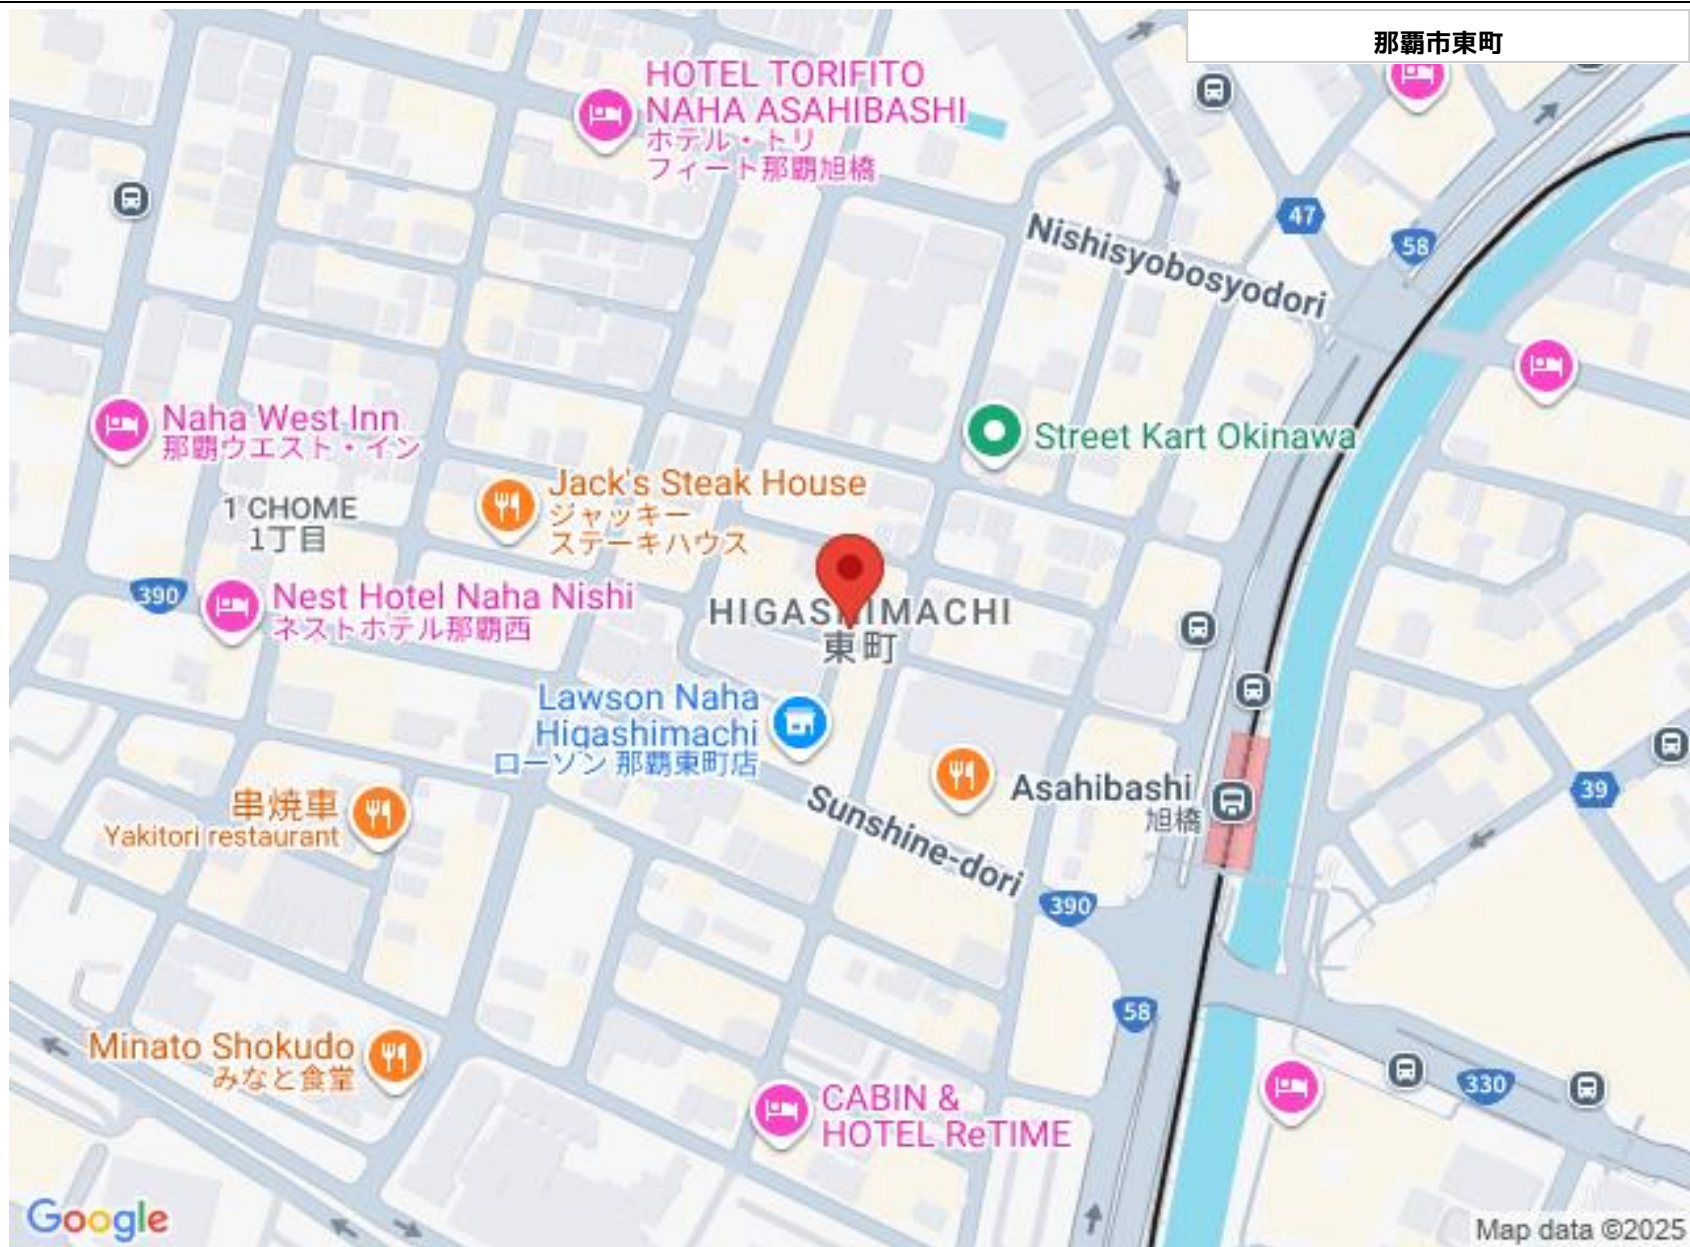 那覇市東町
HOTEL TORIFITO
NAHA ASAHIBASHI
ホテル・トリ
フィート那覇旭橋
47
58
Nishisyobosyodori
Naha West Inn
那覇ウエスト・イン
Street Kart Okinawa
Jack's Steak House
ジャッキー
ステーキハウス
1 CHOME
1丁目
390
Nest Hotel Naha Nishi
ネストホテル那覇西
HIGASHIMACHI
東町
Lawson Naha
Higashimachi
ローソン 那覇東町店
Asahibashi
旭橋
39
串焼車
Yakitori restaurant
Sunshine-dori
390
58
Minato Shokudo
みなと食堂
330
CABIN &
HOTEL ReTIME
Google
Map data ©2025